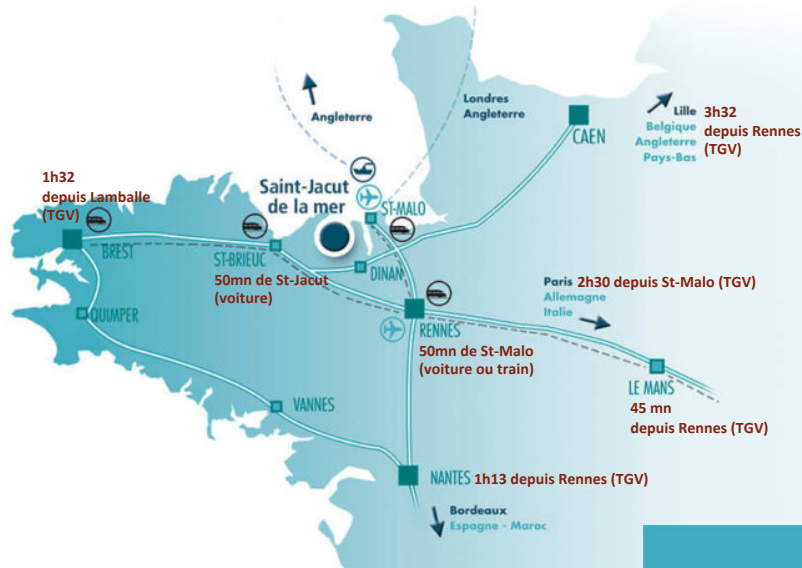 Angleterre
Londres
Angleterre
CAEN
Lille
Belgique
Angleterre
Pays-Bas
3h32
depuis Rennes
(TGV)
1h32
depuis Lamballe
(TGV)
Saint-Jacut
de la mer
ST-MALO
BREST
ST-BRIEUC
50mn de St-Jacut
(voiture)
DINAN
Paris 2h30 depuis St-Malo (TGV)
Allemagne
Italie
QUIMPER
RENNES
50mn de St-Malo
(voiture ou train)
LE MANS
45 mn
depuis Rennes (TGV)
VANNES
NANTES 1h13 depuis Rennes (TGV)
Bordeaux
Espagne - Maroc